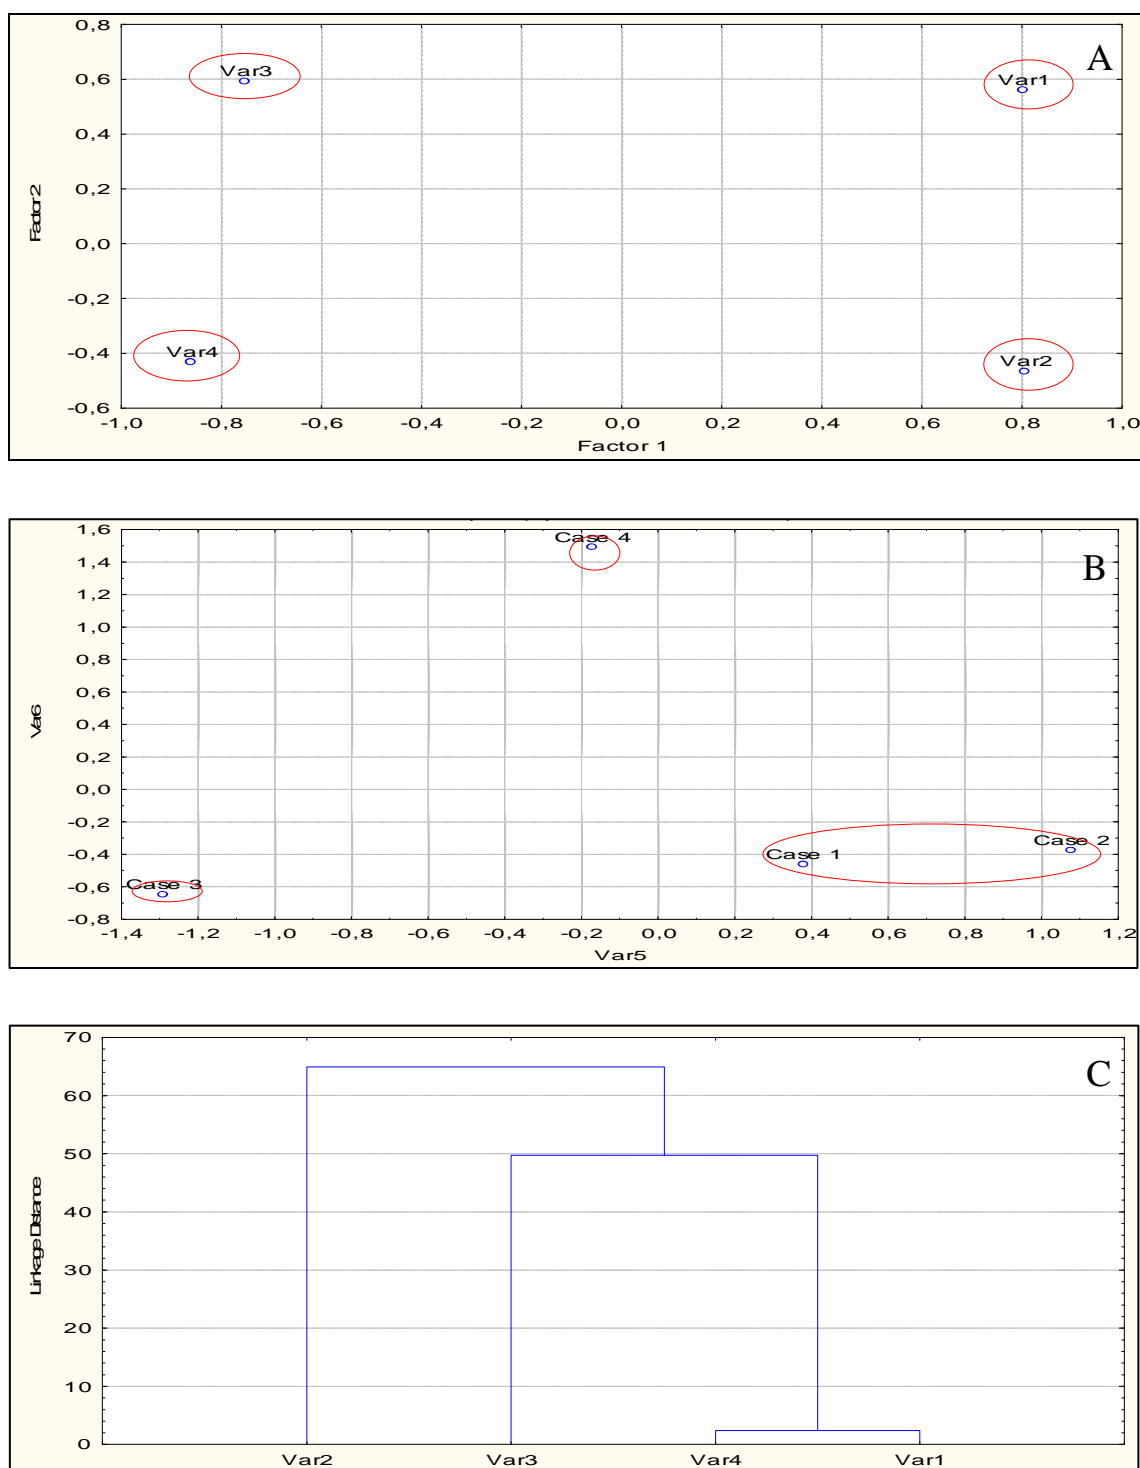 0,8
A
Var3
Var1
0,6
0,4
0,2
Factor 2
0,0
-0,2
Var4
-0,4
Var2
-0,6
-1,0 -0,8 -0,6 -0,4 -0,2 0,0 0,2 0,4 0,6 0,8 1,0
Factor 1
1,6
Case 4
1,4
B
1,2
1,0
0,8
0,6
Var6
0,4
0,2
0,0
-0,2
Case 2
-0,4
Case 1
-0,6
Case 3
-0,8
-1,4 -1,2 -1,0 -0,8 -0,6 -0,4 -0,2 0,0 0,2 0,4 0,6 0,8 1,0 1,2
Var5
70
C
60
50
40
Linkage Distance
30
20
10
0
Var2 Var3 Var4 Var1